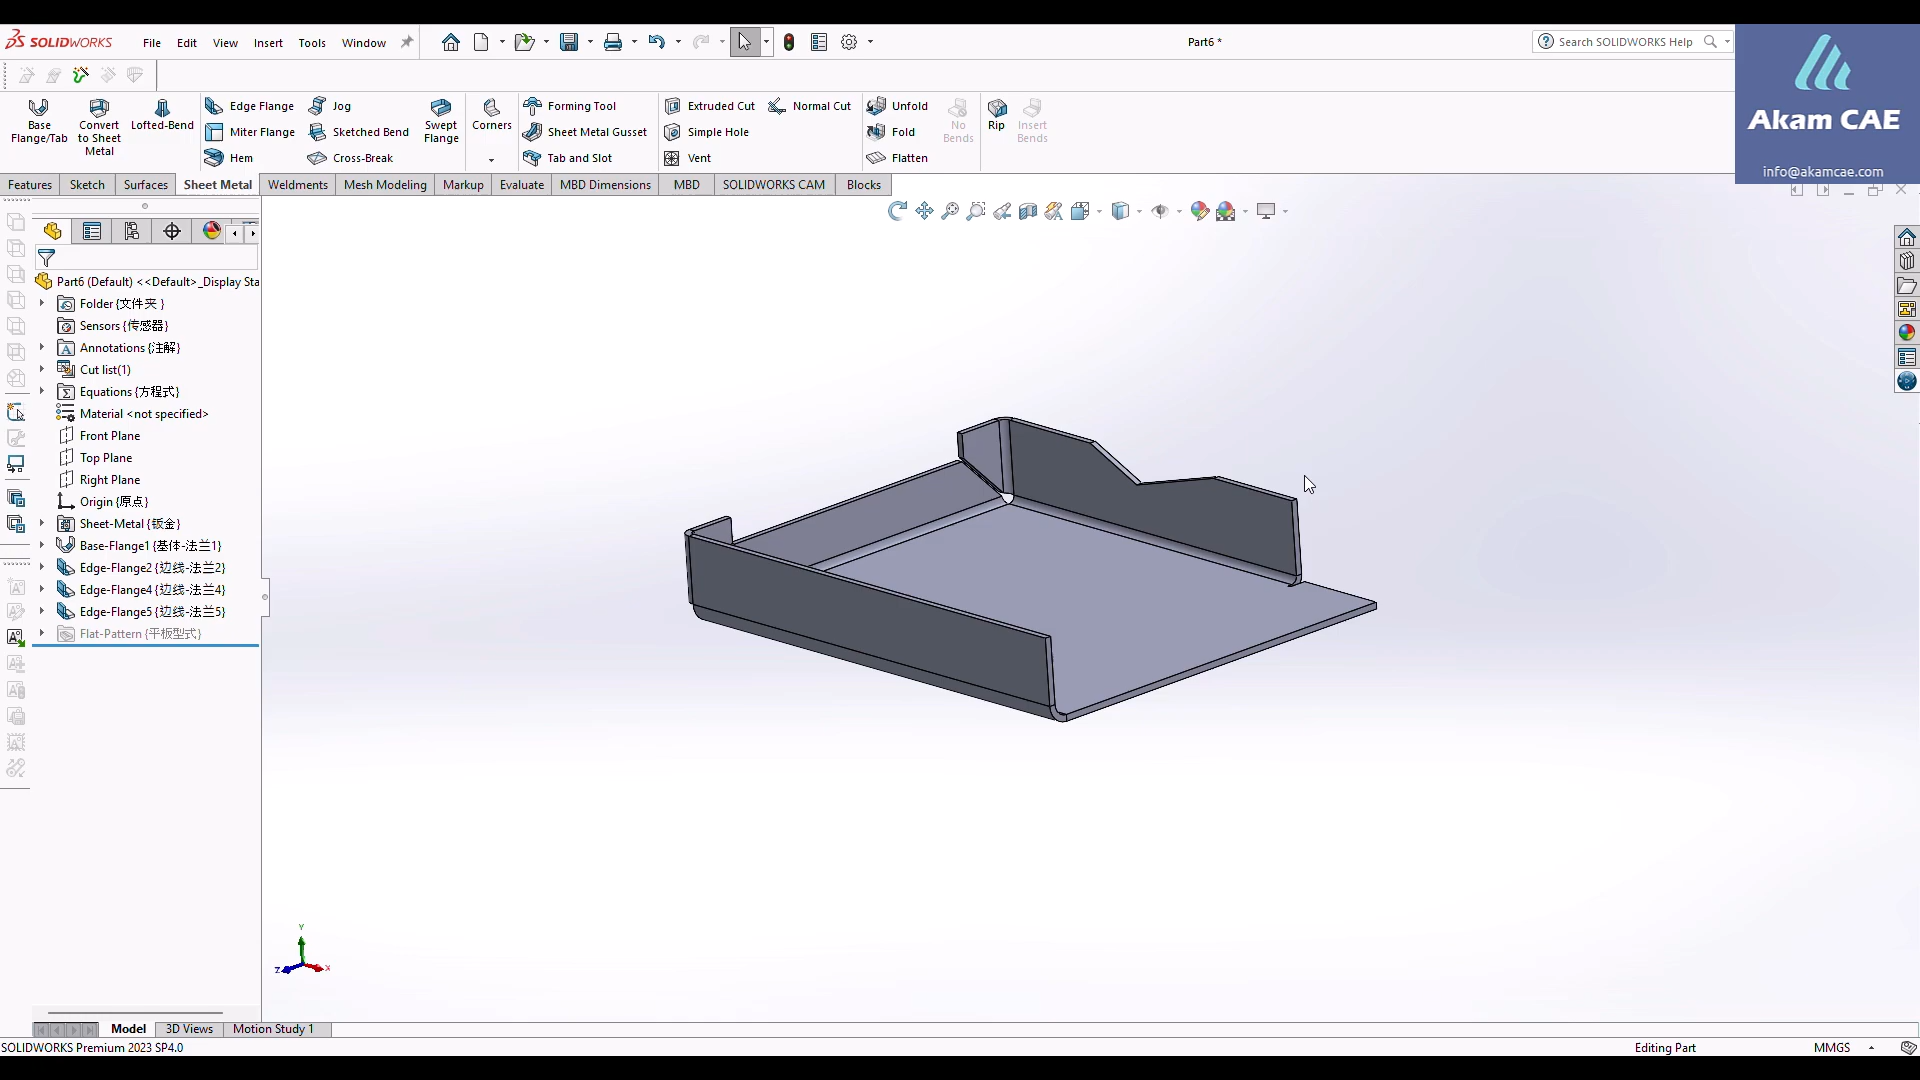 SOLIDWORKS
File Edit View Insert Tools Window
Part6 *
Search SOLIDWORKS Help
Akam CAE
info@akamcae.com
Base
Flange/Tab
Convert
to Sheet
Metal
Lofted-Bend
Edge Flange
Miter Flange
Hem
Jog
Sketched Bend
Cross-Break
Swept
Flange
Corners
Forming Tool
Sheet Metal Gusset
Tab and Slot
Extruded Cut
Simple Hole
Vent
Normal Cut
Unfold
Fold
Flatten
No
Bends
Rip
Insert
Bends
Features Sketch Surfaces Sheet Metal Weldments Mesh Modeling Markup Evaluate MBD Dimensions MBD SOLIDWORKS CAM Blocks
Part6 (Default) <<Default>_Display Sta
Folder {文件夹 }
Sensors {传感器}
Annotations {注解}
Cut list(1)
Equations {方程式}
Material <not specified>
Front Plane
Top Plane
Right Plane
Origin {原点}
Sheet-Metal {钣金}
Base-Flange1 {基体-法兰1}
Edge-Flange2 {边线-法兰2}
Edge-Flange4 {边线-法兰4}
Edge-Flange5 {边线-法兰5}
Flat-Pattern {平板型式}
Y
Z
X
Model 3D Views Motion Study 1
SOLIDWORKS Premium 2023 SP4.0
Editing Part
MMGS